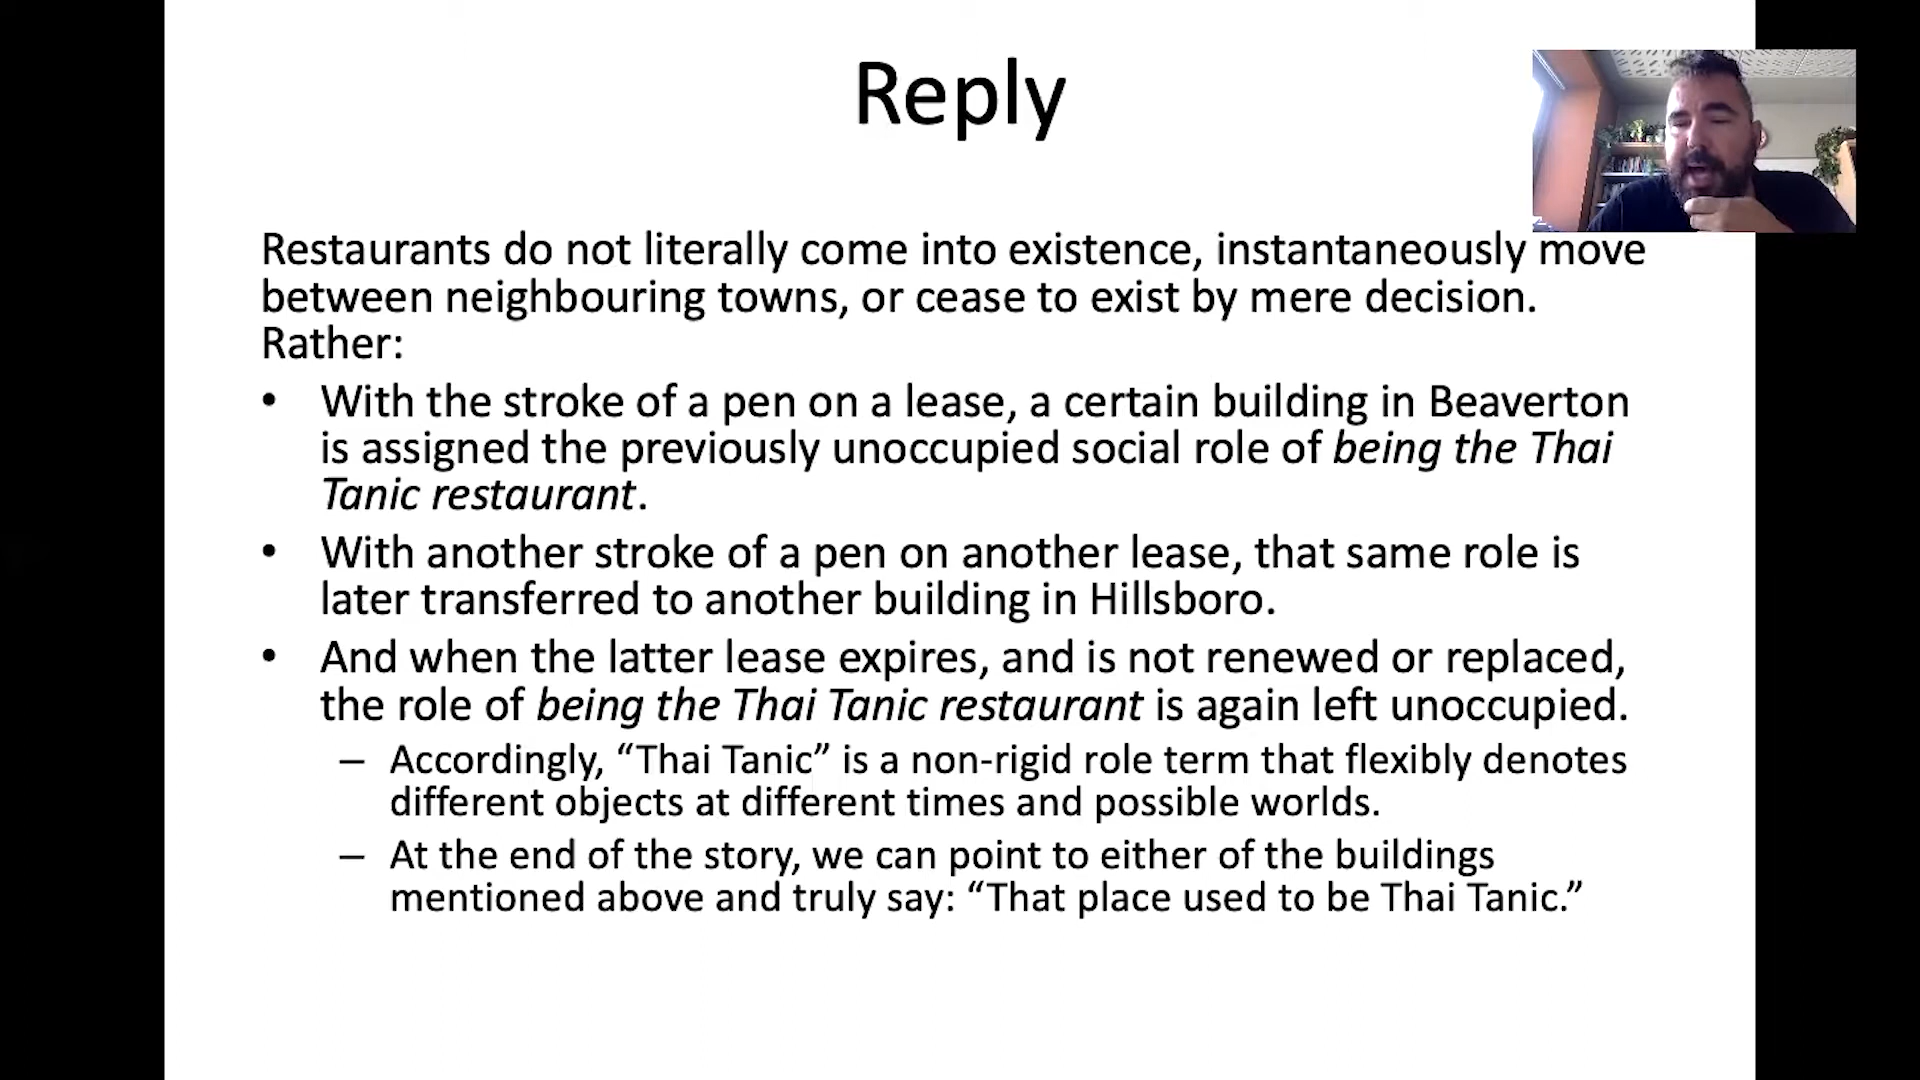 Reply
Restaurants do not literally come into existence, instantaneously move
between neighbouring towns, or cease to exist by mere decision.
Rather:
• With the stroke of a pen on a lease, a certain building in Beaverton
is assigned the previously unoccupied social role of being the Thai
Tanic restaurant.
• With another stroke of a pen on another lease, that same role is
later transferred to another building in Hillsboro.
• And when the latter lease expires, and is not renewed or replaced,
the role of being the Thai Tanic restaurant is again left unoccupied.
– Accordingly, “Thai Tanic” is a non-rigid role term that flexibly denotes
different objects at different times and possible worlds.
– At the end of the story, we can point to either of the buildings
mentioned above and truly say: “That place used to be Thai Tanic.”